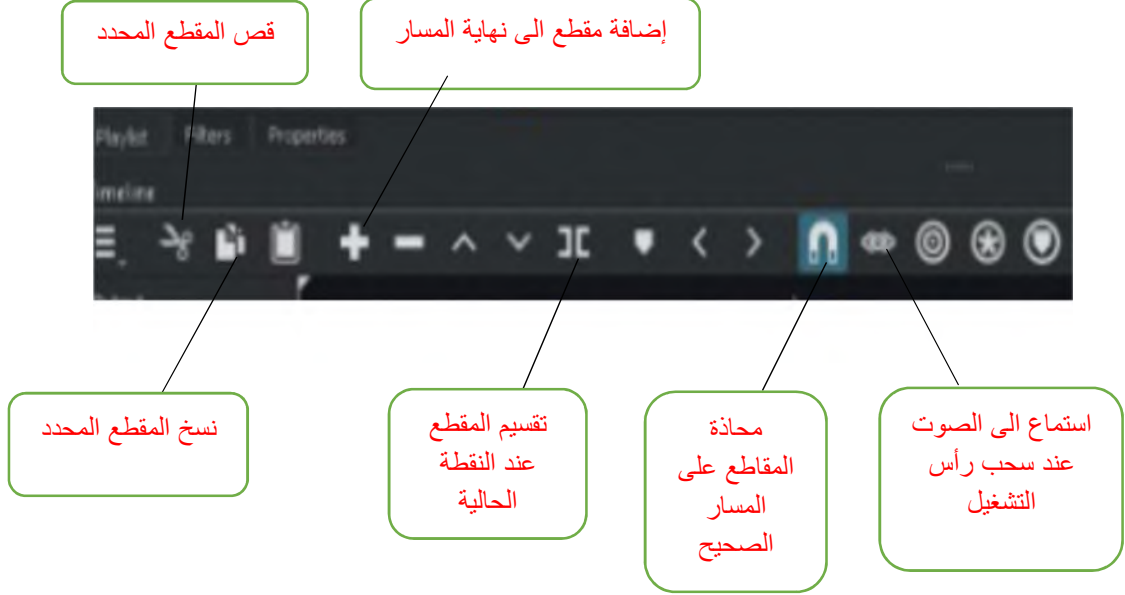 قص المقطع المحدد
إضافة مقطع الى نهاية المسار
Playlist Filters Properties
Timeline
نسخ المقطع المحدد
تقسيم المقطع
عند النقطة
الحالية
محاذة
المقاطع على
المسار
الصحيح
استماع الى الصوت
عند سحب رأس
التشغيل